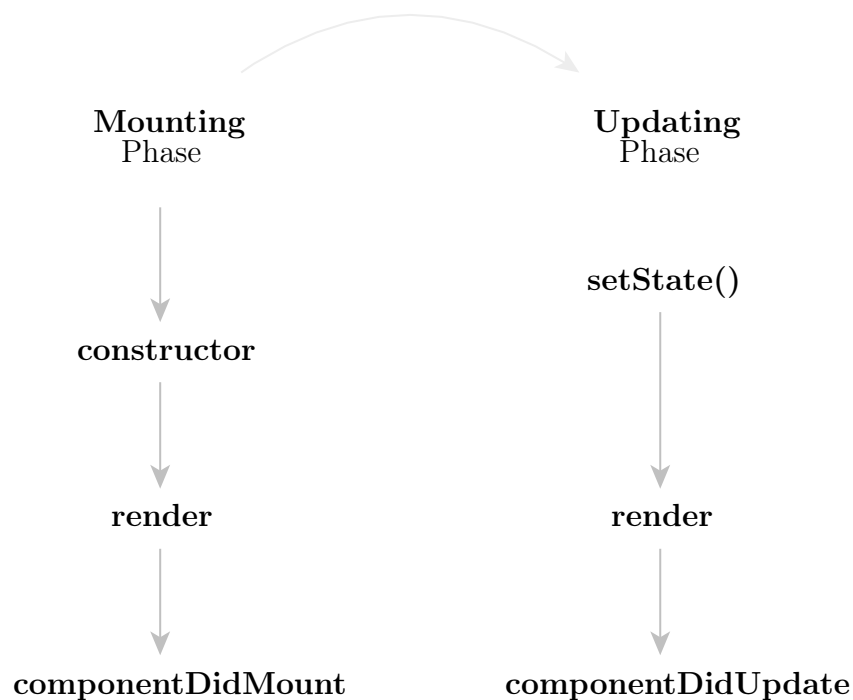 Mounting
Phase
constructor
render
componentDidMount
Updating
Phase
setState()
render
componentDidUpdate